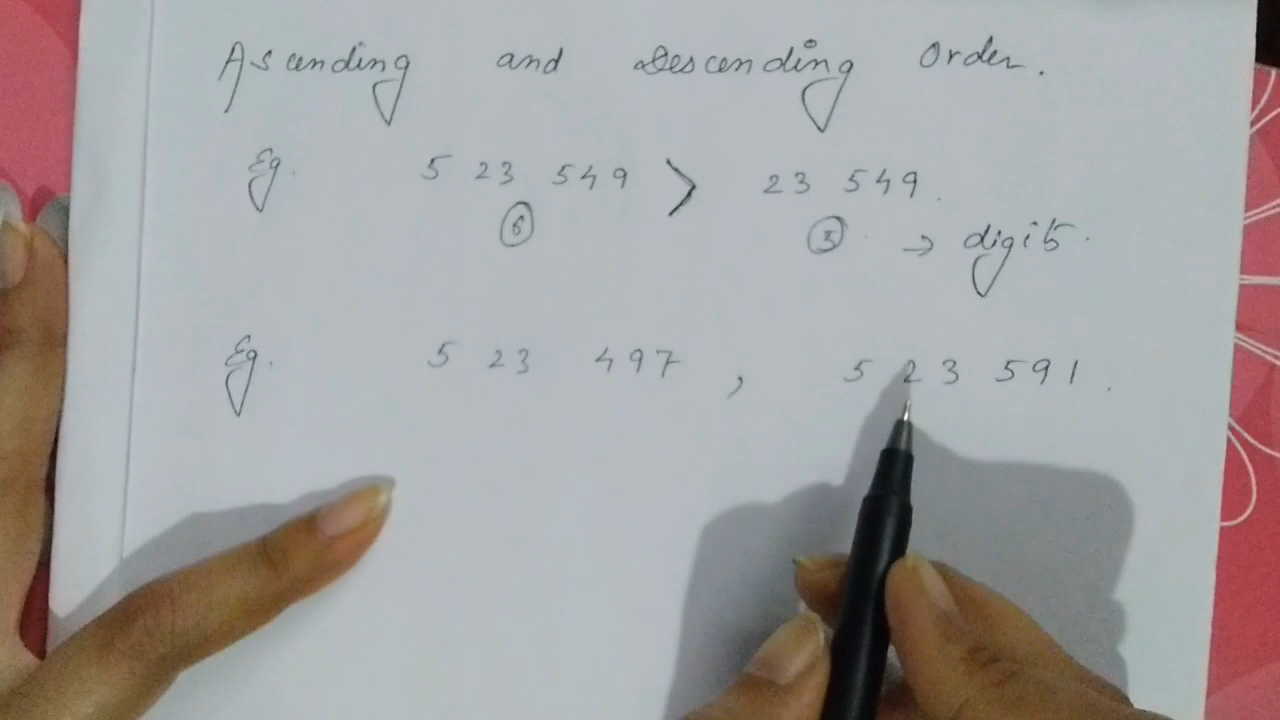 Ascending and Descending Order.
Eg. 5 23 549 > 23 549.
6 5 → digits.
Eg. 5 23 497 , 5 23 591.